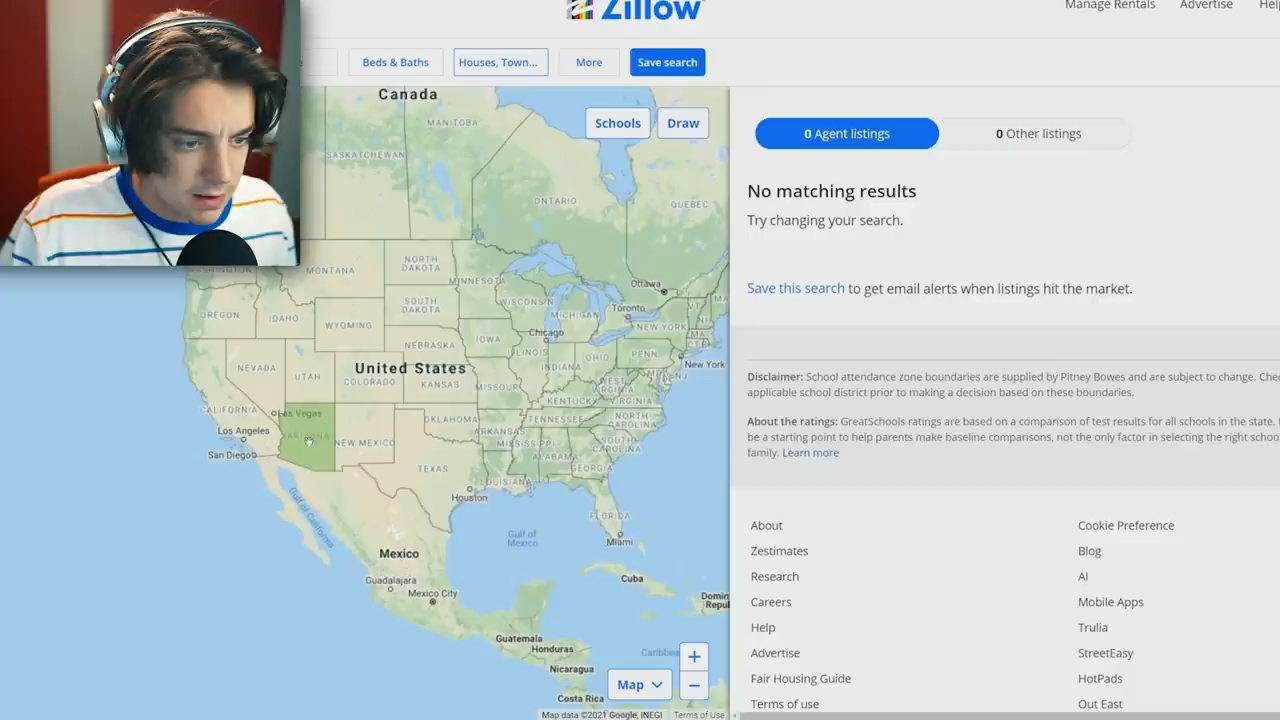 Zillow
Manage Rentals
Advertise
Beds & Baths
Houses, Town...
More
Save search
Canada
MANITOBA
SASKATCHEWAN
ONTARIO
QUEBEC
Schools
Draw
0 Agent listings
0 Other listings
No matching results
Try changing your search.
Save this search to get email alerts when listings hit the market.
WASHINGTON
MONTANA
NORTH DAKOTA
MINNESOTA
Ottawa
OREGON
IDAHO
SOUTH DAKOTA
WISCONSIN
MICHIGAN
Toronto
NEW YORK
WYOMING
IOWA
Chicago
NEBRASKA
ILLINOIS
INDIANA
OHIO
PENN
New York
NEVADA
UTAH
United States
COLORADO
KANSAS
MISSOURI
WEST VIRGINIA
KENTUCKY
VIRGINIA
CALIFORNIA
Las Vegas
Los Angeles
ARIZONA
NEW MEXICO
OKLAHOMA
ARKANSAS
TENNESSEE
NORTH CAROLINA
MISSISSIPPI
ALABAMA
SOUTH CAROLINA
San Diego
TEXAS
GEORGIA
LOUISIANA
Houston
Gulf of California
FLORIDA
Gulf of Mexico
Miami
Mexico
Guadalajara
Mexico City
Cuba
Guatemala
Honduras
Nicaragua
Costa Rica
Map
+
−
Map data ©2021 Google, INEGI
Terms of Use
Disclaimer: School attendance zone boundaries are supplied by Pitney Bowes and are subject to change.
applicable school district prior to making a decision based on these boundaries.
About the ratings: GreatSchools ratings are based on a comparison of test results for all schools in the state.
be a starting point to help parents make baseline comparisons, not the only factor in selecting the right
family. Learn more
About
Zestimates
Research
Careers
Help
Advertise
Fair Housing Guide
Terms of use
Cookie Preference
Blog
AI
Mobile Apps
Trulia
StreetEasy
HotPads
Out East